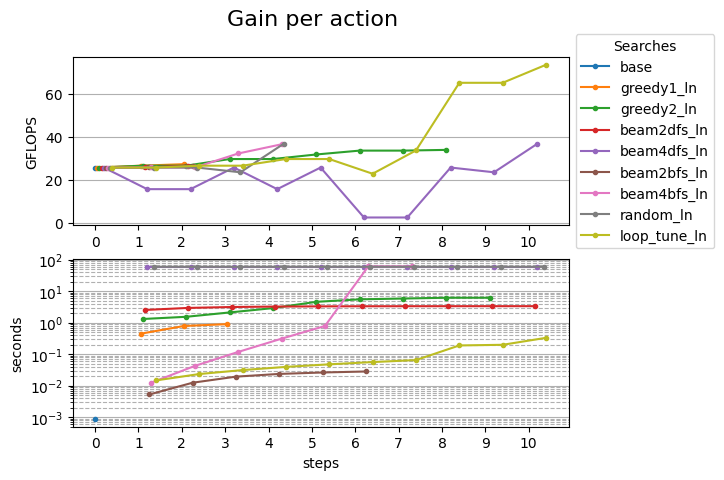 Gain per action
Searches
base
greedy1_ln
greedy2_ln
beam2dfs_ln
beam4dfs_ln
beam2bfs_ln
beam4bfs_ln
random_ln
loop_tune_ln
GFLOPS
60
40
20
0
0 1 2 3 4 5 6 7 8 9 10
seconds
10²
10¹
10⁰
10⁻¹
10⁻²
10⁻³
0 1 2 3 4 5 6 7 8 9 10
steps